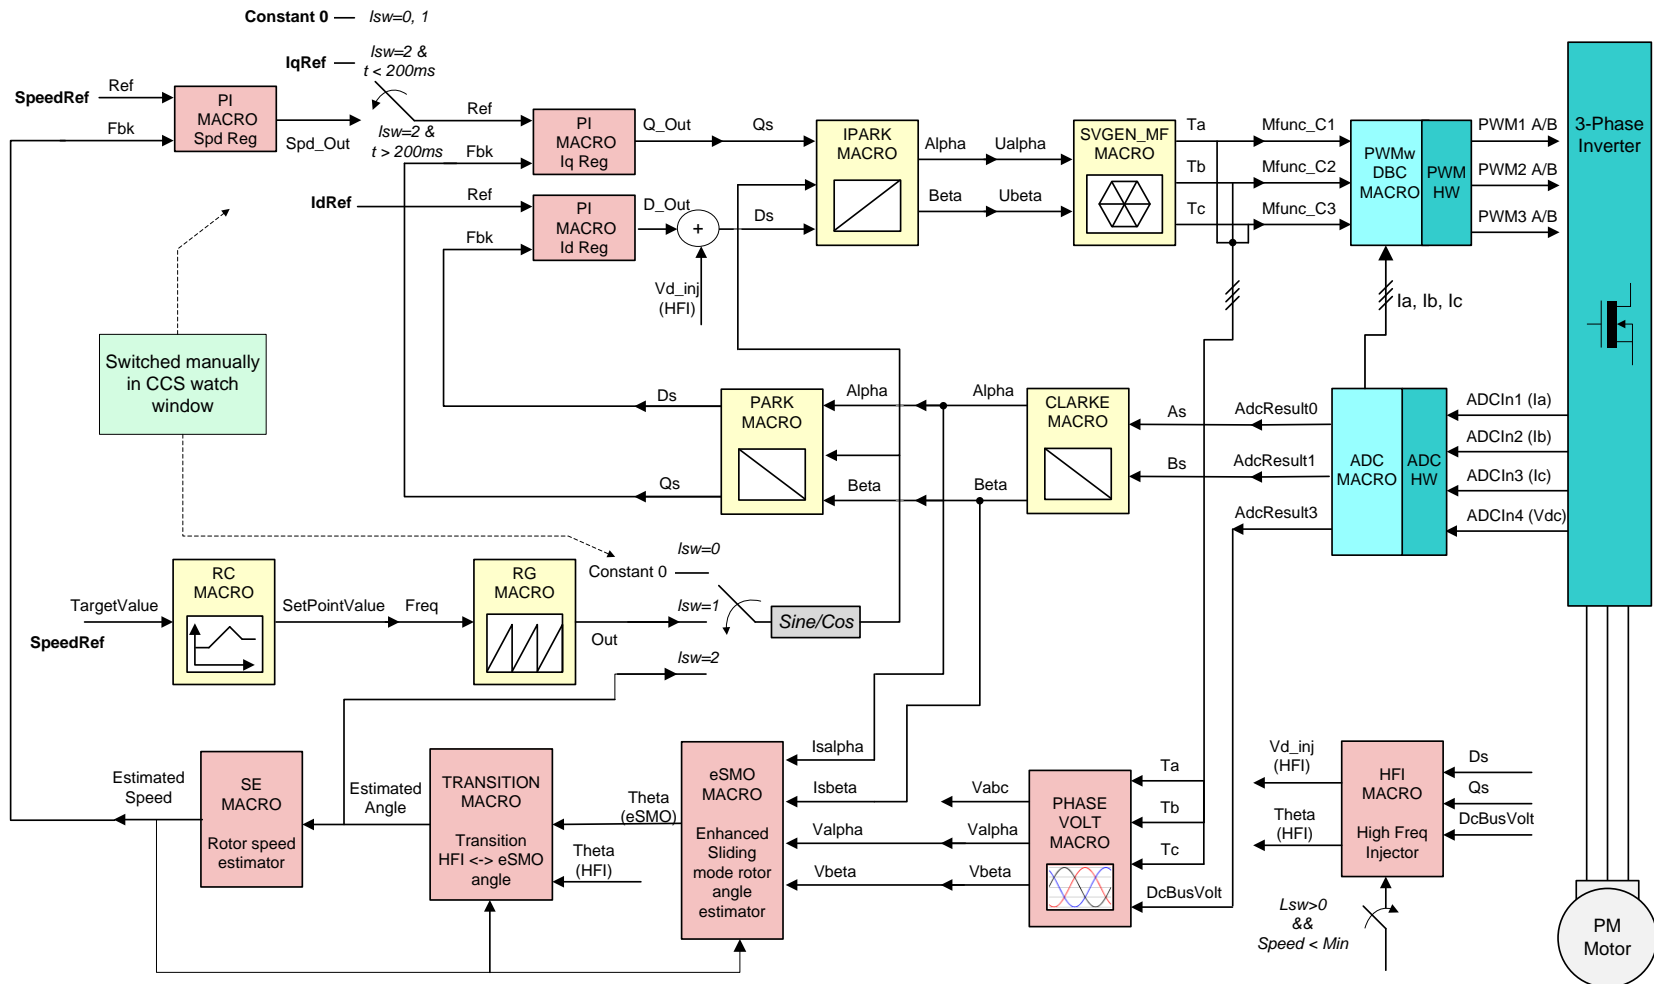 Constant 0
lsw=0, 1
IqRef
lsw=2 &
t < 200ms
SpeedRef
Ref
Fbk
PI
MACRO
Spd Reg
Spd_Out
lsw=2 &
t > 200ms
Ref
Fbk
PI
MACRO
Iq Reg
Q_Out
Qs
IdRef
Ref
Fbk
PI
MACRO
Id Reg
D_Out
+
Ds
Vd_inj
(HFI)
IPARK
MACRO
Alpha
Ualpha
Beta
Ubeta
SVGEN_MF
MACRO
Ta
Tb
Tc
Mfunc_C1
Mfunc_C2
Mfunc_C3
PWMw
DBC
MACRO
PWM
HW
PWM1 A/B
PWM2 A/B
PWM3 A/B
3-Phase
Inverter
Ia, Ib, Ic
Switched manually
in CCS watch
window
Ds
Qs
PARK
MACRO
Alpha
Alpha
Beta
Beta
CLARKE
MACRO
As
Bs
AdcResult0
AdcResult1
AdcResult3
ADC
MACRO
ADC
HW
ADCIn1 (Ia)
ADCIn2 (Ib)
ADCIn3 (Ic)
ADCIn4 (Vdc)
TargetValue
SpeedRef
RC
MACRO
SetPointValue
Freq
RG
MACRO
Out
lsw=0
Constant 0
lsw=1
lsw=2
Sine/Cos
Estimated
Speed
SE
MACRO
Rotor speed
estimator
Estimated
Angle
TRANSITION
MACRO
Transition
HFI <-> eSMO
angle
Theta
(eSMO)
Theta
(HFI)
eSMO
MACRO
Enhanced
Sliding
mode rotor
angle
estimator
Isalpha
Isbeta
Vabc
Valpha
Valpha
Vbeta
Vbeta
PHASE
VOLT
MACRO
Ta
Tb
Tc
DcBusVolt
Vd_inj
(HFI)
Theta
(HFI)
HFI
MACRO
High Freq
Injector
Ds
Qs
DcBusVolt
Lsw>0
&&
Speed < Min
PM
Motor